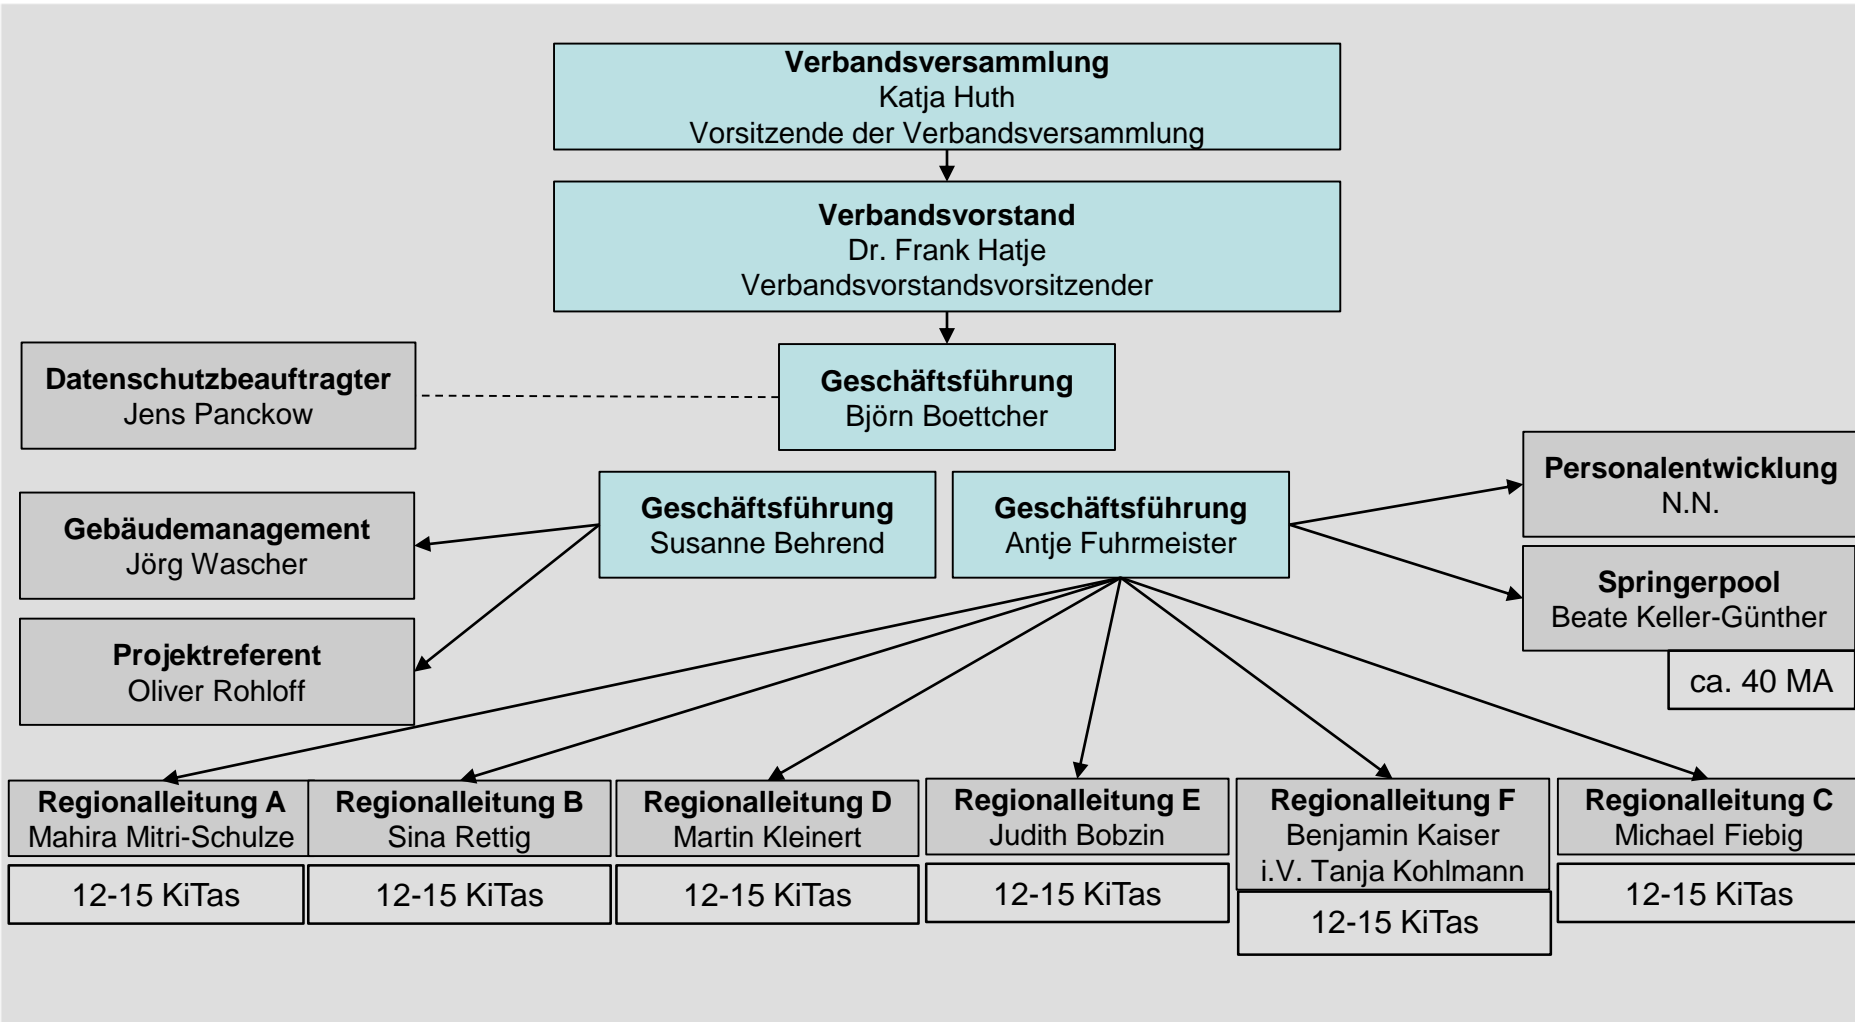 Verbandsversammlung
Katja Huth
Vorsitzende der Verbandsversammlung
Verbandsvorstand
Dr. Frank Hatje
Verbandsvorstandsvorsitzender
Datenschutzbeauftragter
Jens Panckow
Geschäftsführung
Björn Boettcher
Gebäudemanagement
Jörg Wascher
Geschäftsführung
Susanne Behrend
Geschäftsführung
Antje Fuhrmeister
Personalentwicklung
N.N.
Springerpool
Beate Keller-Günther
ca. 40 MA
Projektreferent
Oliver Rohloff
Regionalleitung A
Mahira Mitri-Schulze
12-15 KiTas
Regionalleitung B
Sina Rettig
12-15 KiTas
Regionalleitung D
Martin Kleinert
12-15 KiTas
Regionalleitung E
Judith Bobzin
12-15 KiTas
Regionalleitung F
Benjamin Kaiser
i.V. Tanja Kohlmann
12-15 KiTas
Regionalleitung C
Michael Fiebig
12-15 KiTas